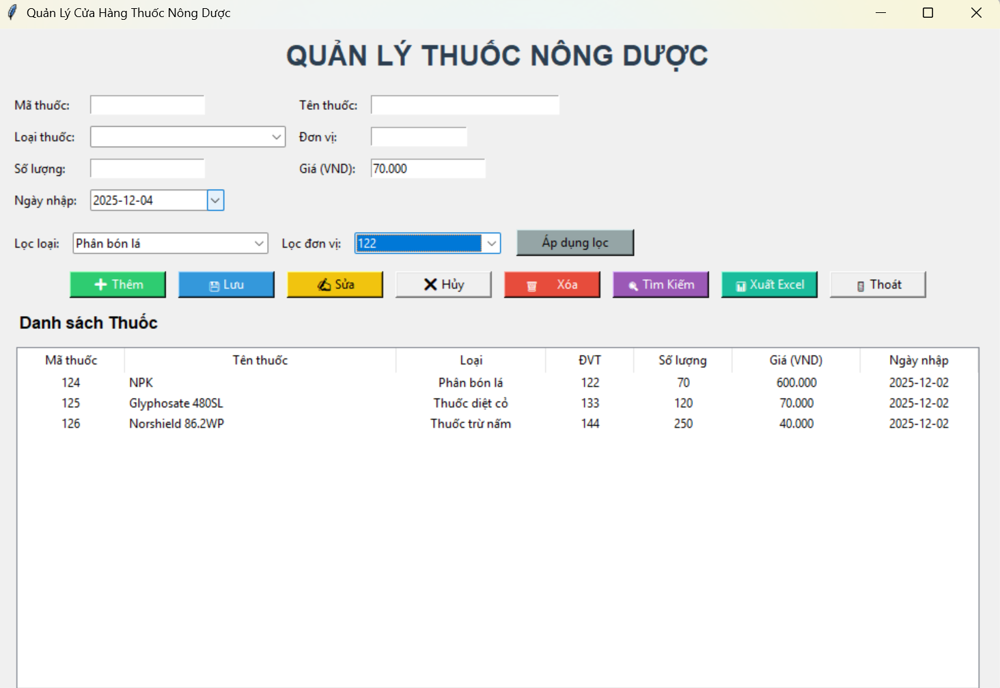 Quản Lý Cửa Hàng Thuốc Nông Dược
QUẢN LÝ THUỐC NÔNG DƯỢC
Mã thuốc: Tên thuốc:
Loại thuốc: Đơn vị:
Số lượng: Giá (VND): 70.000
Ngày nhập: 2025-12-04
Lọc loại: Phân bón lá Lọc đơn vị: 122 Áp dụng lọc
Thêm Lưu Sửa Hủy Xóa Tìm Kiếm Xuất Excel Thoát
Danh sách Thuốc
Mã thuốc Tên thuốc Loại ĐVT Số lượng Giá (VND) Ngày nhập
124 NPK Phân bón lá 122 70 600.000 2025-12-02
125 Glyphosate 480SL Thuốc diệt cỏ 133 120 70.000 2025-12-02
126 Norshield 86.2WP Thuốc trừ nấm 144 250 40.000 2025-12-02